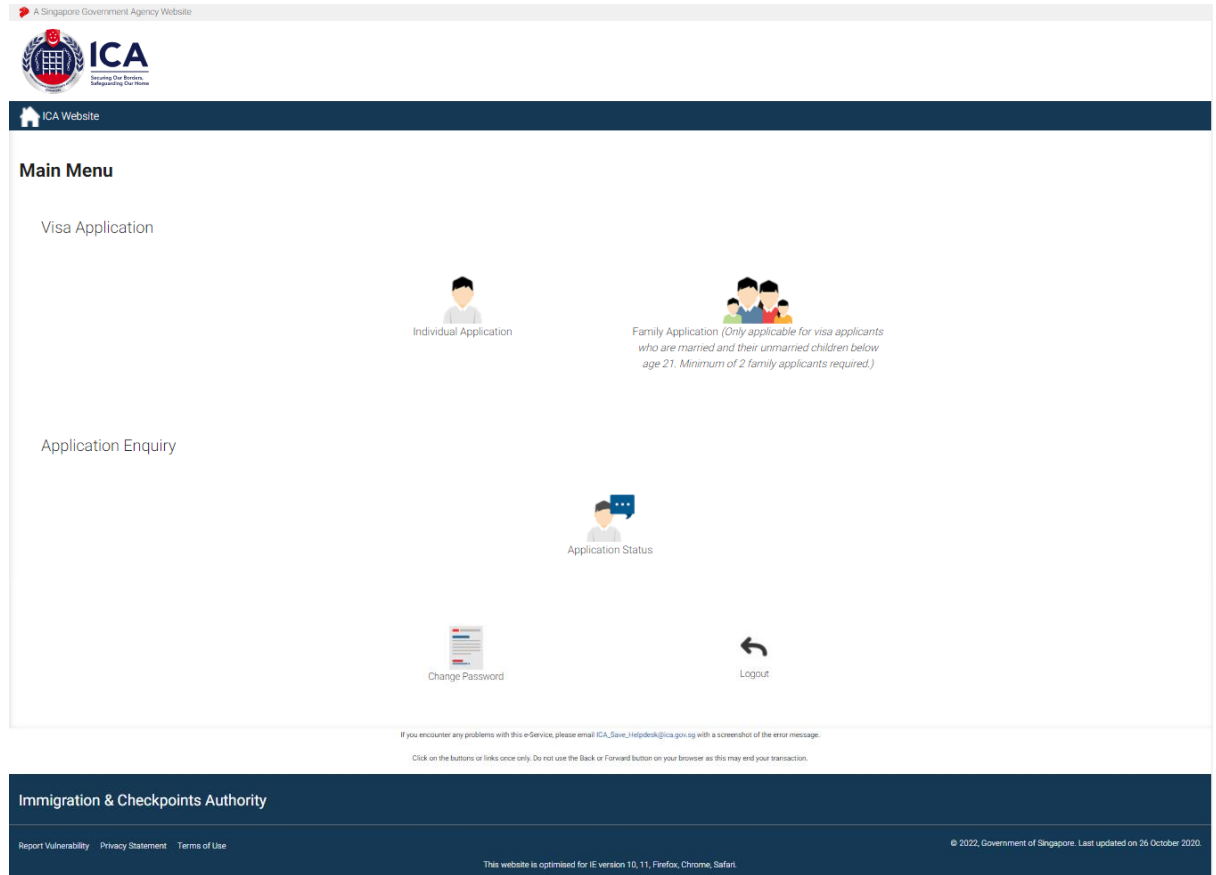 A Singapore Government Agency Website
ICA
Securing Our Borders,
Safeguarding Our Home
ICA Website
Main Menu
Visa Application
Individual Application
Family Application (Only applicable for visa applicants
who are married and their unmarried children below
age 21. Minimum of 2 family applicants required.)
Application Enquiry
Application Status
Change Password
Logout
If you encounter any problems with this e-Service, please email ICA_Save_Helpdesk@ica.gov.sg with a screenshot of the error message.
Click on the buttons or links once only. Do not use the Back or Forward button on your browser as this may end your transaction.
Immigration & Checkpoints Authority
Report Vulnerability Privacy Statement Terms of Use
© 2022, Government of Singapore. Last updated on 26 October 2020.
This website is optimised for IE version 10, 11, Firefox, Chrome, Safari.